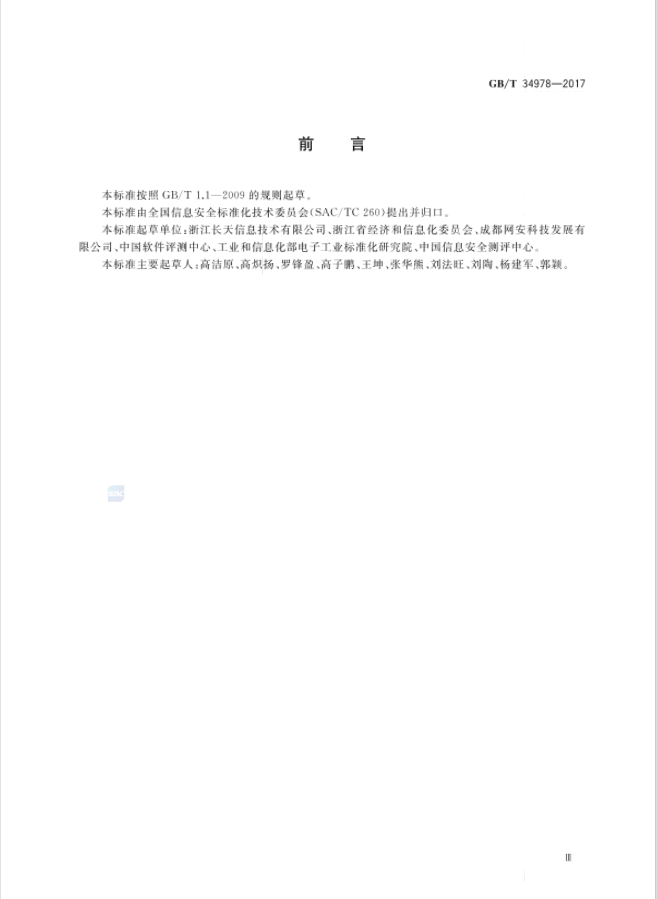 GB/T 34978—2017
前 言
本标准按照 GB/T 1.1—2009 的规则起草。
本标准由全国信息安全标准化技术委员会(SAC/TC 260)提出并归口。
本标准起草单位:浙江长天信息技术有限公司、浙江省经济和信息化委员会、成都网安科技发展有
限公司、中国软件评测中心、工业和信息化部电子工业标准化研究院、中国信息安全测评中心。
本标准主要起草人:高洁原、高炽扬、罗锋盈、高子鹏、王坤、张华熊、刘法旺、刘陶、杨建军、郭颖。
SAC
Ⅲ